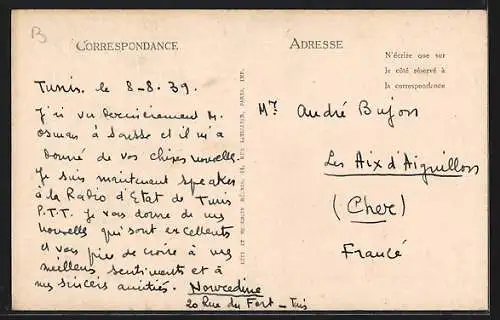 B
CORRESPONDANCE
ADRESSE
N'écrire que sur
le côté réservé à
la correspondance
Tunis. le 8-8-39.
J'ai vu dernièrement M.
Osman à Sousse et il m'a
donné de vos chères nouvelles.
Je suis maintenant speaker
à la Radio d'Etat de Tunis
P.T.T. Je vous donne de mes
nouvelles qui sont excellentes
et vous prie de croire à mes
meilleurs sentiments et à
mes sincères amitiés. Nourredine
20 Rue du Fort - Tunis
Mr. André Bujon
Les Aix d'Aiguillon
(Cher)
France